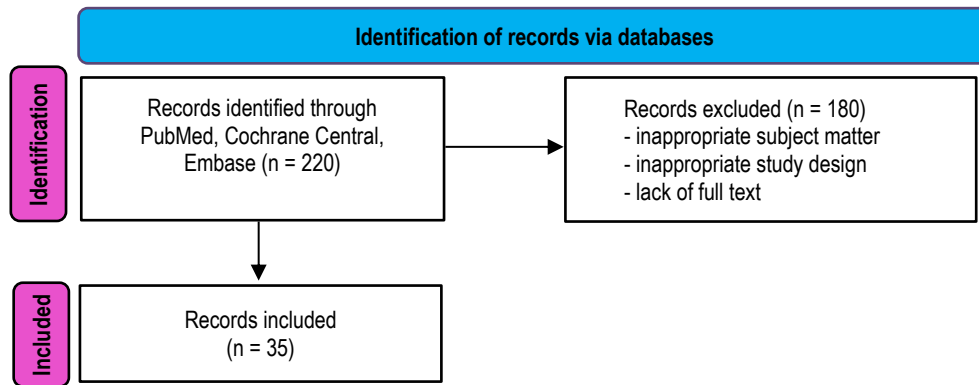 Identification of records via databases
Identification
Records identified through
PubMed, Cochrane Central,
Embase (n = 220)
Records excluded (n = 180)
- inappropriate subject matter
- inappropriate study design
- lack of full text
Included
Records included
(n = 35)